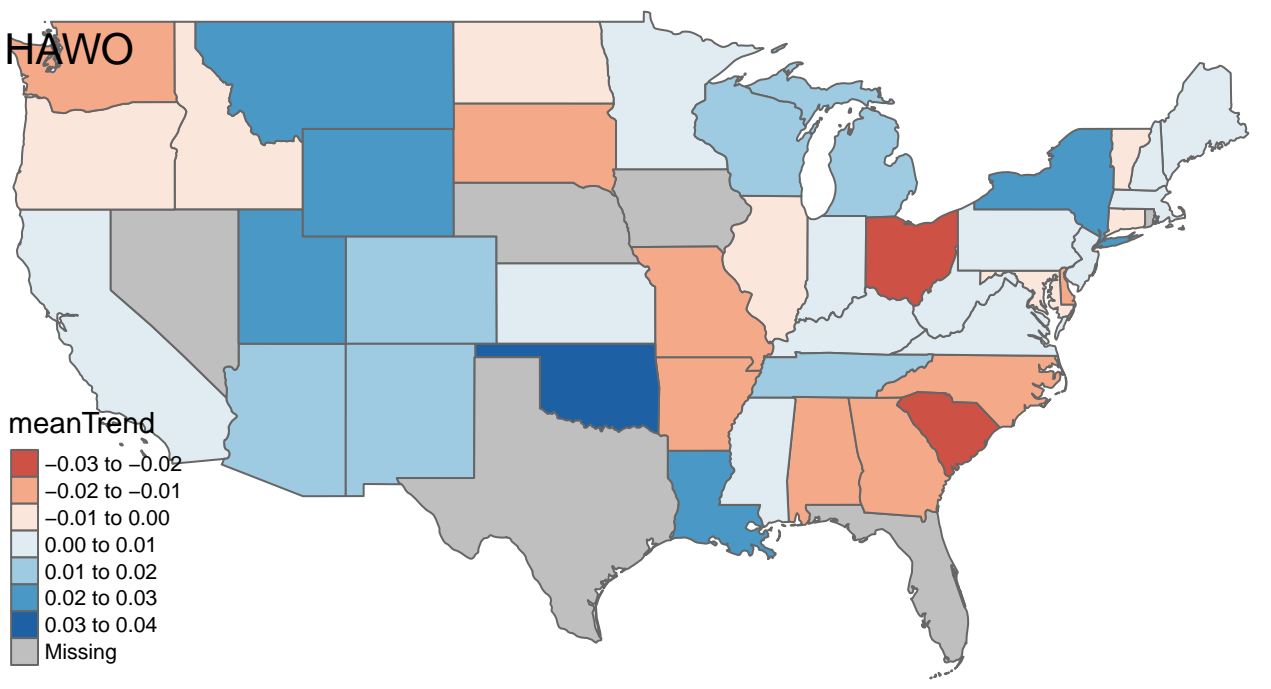 HAWO
meanTrend
−0.03 to −0.02
−0.02 to −0.01
−0.01 to 0.00
0.00 to 0.01
0.01 to 0.02
0.02 to 0.03
0.03 to 0.04
Missing